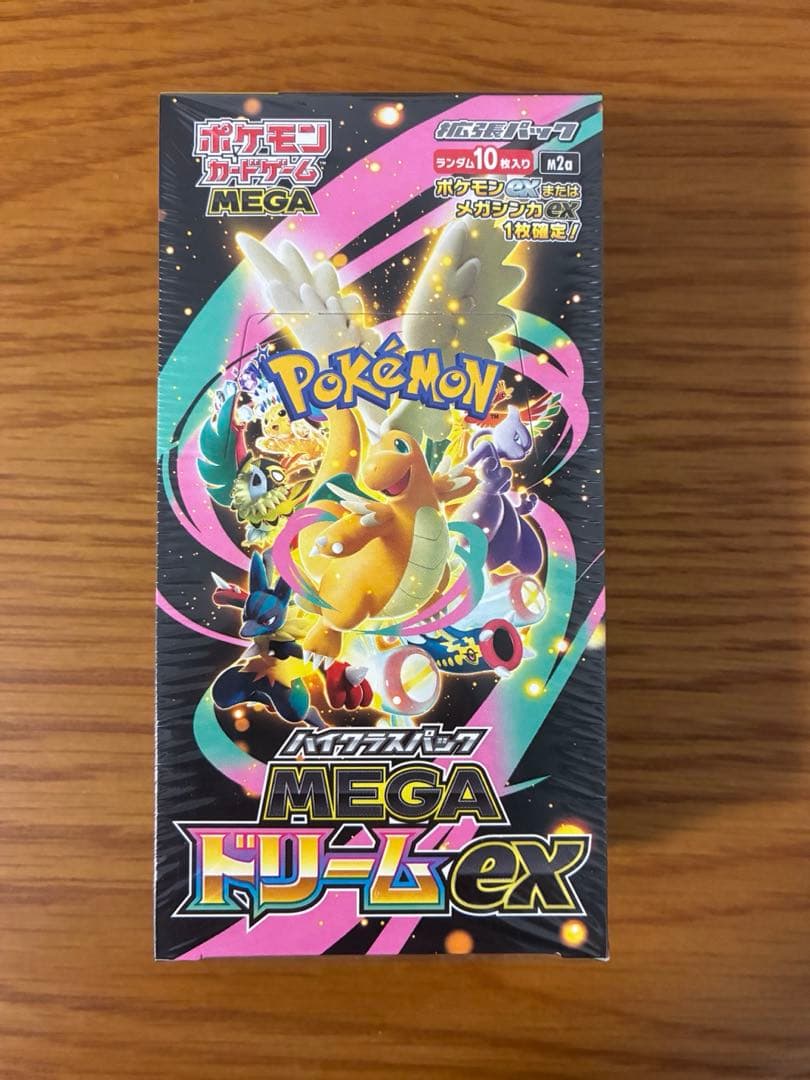 ポケモン
カードゲーム
MEGA
拡張パック
ランダム10枚入り M2a
ポケモンexまたは
メガシンカex
1枚確定!
POKéMON
TM
ハイクラスパック
MEGA
ドリームex